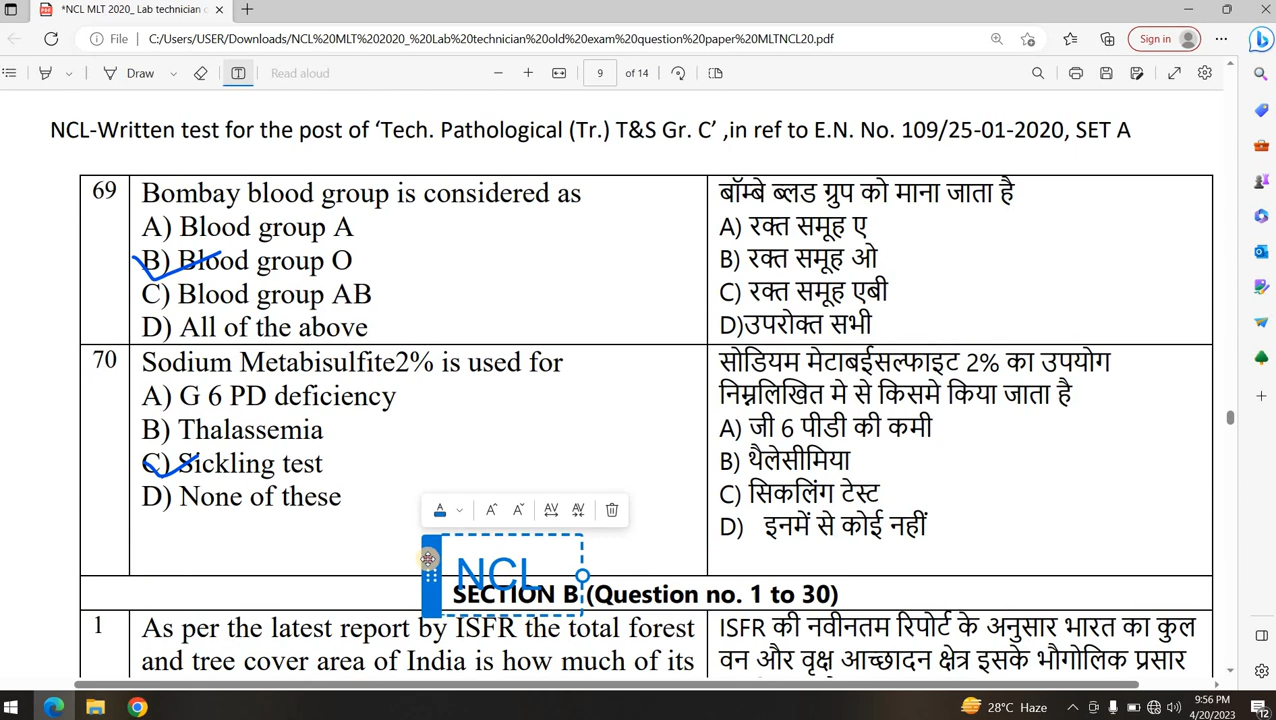 *NCL MLT 2020_ Lab technician
File
C:/Users/USER/Downloads/NCL%20MLT%202020_%20Lab%20technician%20old%20exam%20question%20paper%20MLTNCL20.pdf
Sign in
Draw
Read aloud
9 of 14
NCL-Written test for the post of ‘Tech. Pathological (Tr.) T&S Gr. C’ ,in ref to E.N. No. 109/25-01-2020, SET A
69
Bombay blood group is considered as
A) Blood group A
B) Blood group O
C) Blood group AB
D) All of the above
बॉम्बे ब्लड ग्रुप को माना जाता है
A) रक्त समूह ए
B) रक्त समूह ओ
C) रक्त समूह एबी
D)उपरोक्त सभी
70
Sodium Metabisulfite2% is used for
A) G 6 PD deficiency
B) Thalassemia
C) Sickling test
D) None of these
सोडियम मेटाबईसल्फाइट 2% का उपयोग
निम्नलिखित मे से किसमे किया जाता है
A) जी 6 पीडी की कमी
B) थैलेसीमिया
C) सिकलिंग टेस्ट
D) इनमें से कोई नहीं
NCL
SECTION B (Question no. 1 to 30)
1
As per the latest report by ISFR the total forest
and tree cover area of India is how much of its
ISFR की नवीनतम रिपोर्ट के अनुसार भारत का कुल
वन और वृक्ष आच्छादन क्षेत्र इसके भौगोलिक प्रसार
28°C Haze
9:56 PM
4/20/2023
12